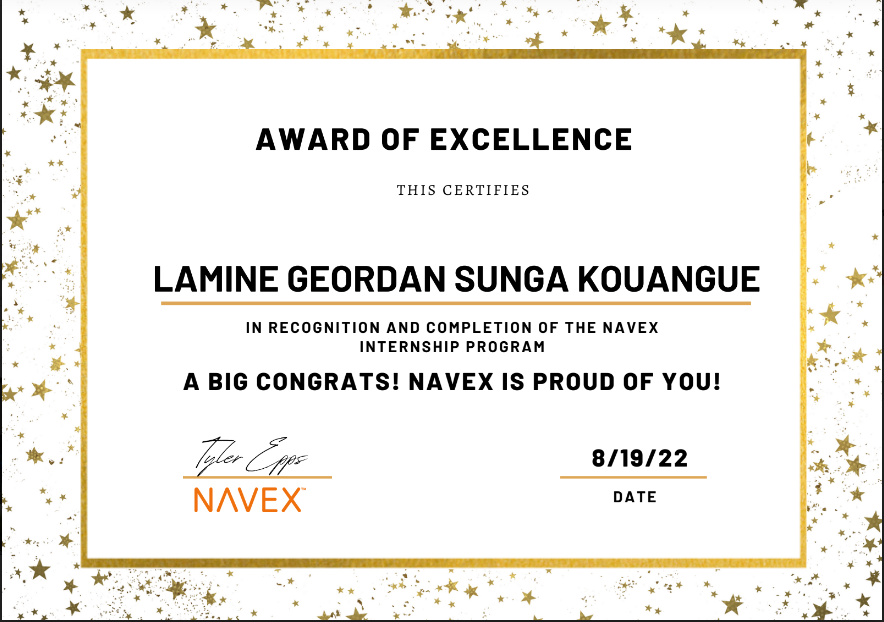 AWARD OF EXCELLENCE
THIS CERTIFIES
LAMINE GEORDAN SUNGA KOUANGUE
IN RECOGNITION AND COMPLETION OF THE NAVEX
INTERNSHIP PROGRAM
A BIG CONGRATS! NAVEX IS PROUD OF YOU!
Tyler Epps
8/19/22
NAVEX™
DATE